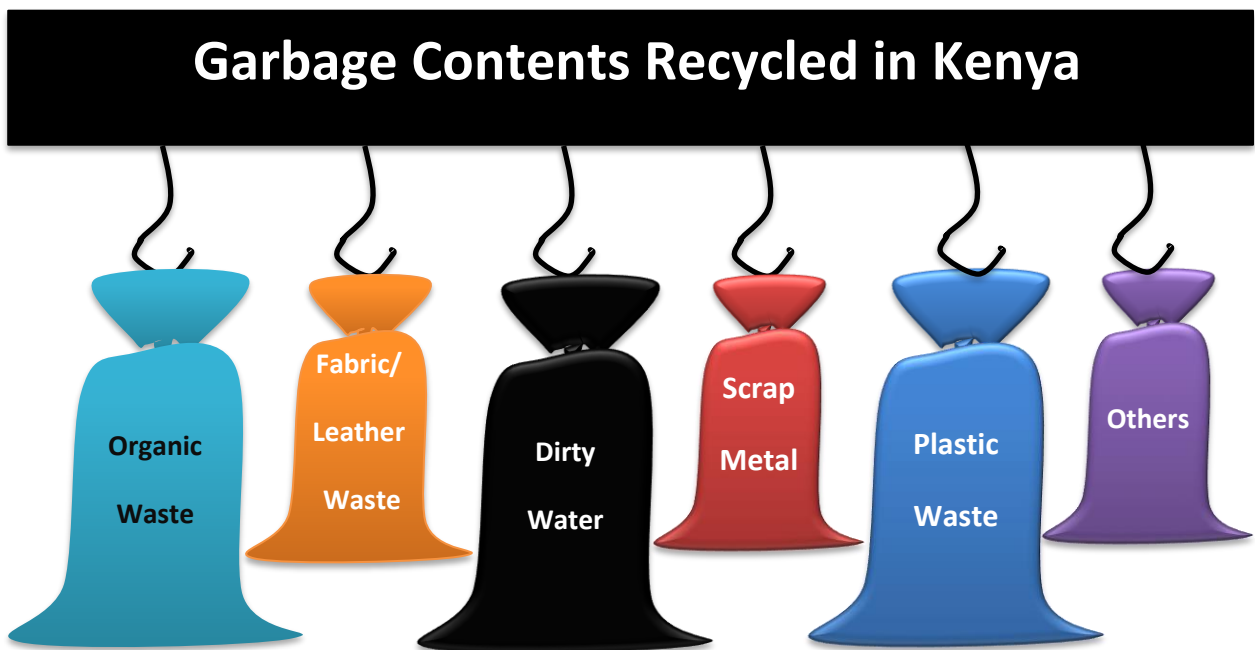 Garbage Contents Recycled in Kenya
Organic
Waste
Fabric/
Leather
Waste
Dirty
Water
Scrap
Metal
Plastic
Waste
Others